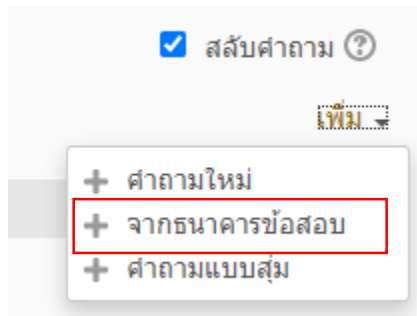 สลับคำถาม
เพิ่ม
คำถามใหม่
จากธนาคารข้อสอบ
คำถามแบบสุ่ม